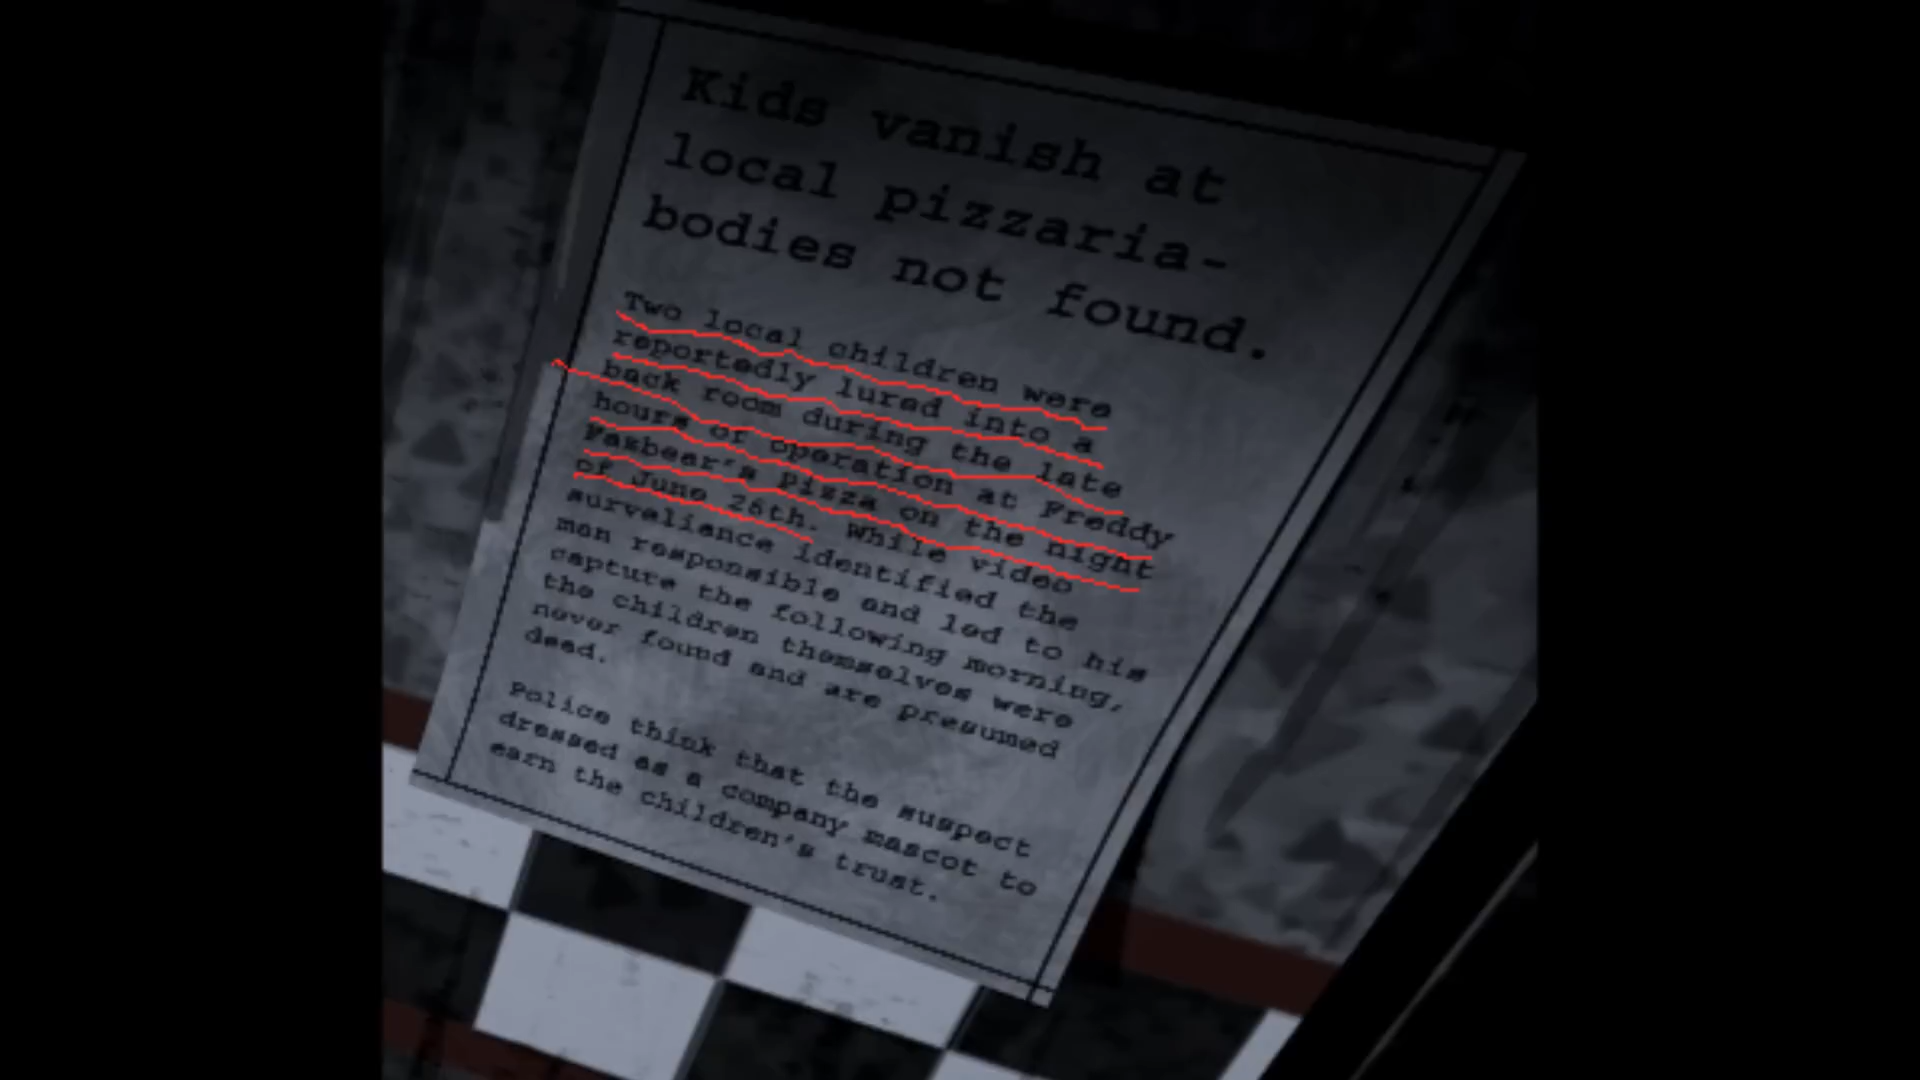 Kids vanish at
local pizzaria-
bodies not found.
Two local children were
reportedly lured into a
back room during the late
hours of operation at Freddy
Fazbear's Pizza on the night
of June 26th. While video
surveliance identified the
man responsible and led to his
capture the following morning,
the children themselves were
never found and are presumed
dead.
Police think that the suspect
dressed as a company mascot to
earn the children's trust.